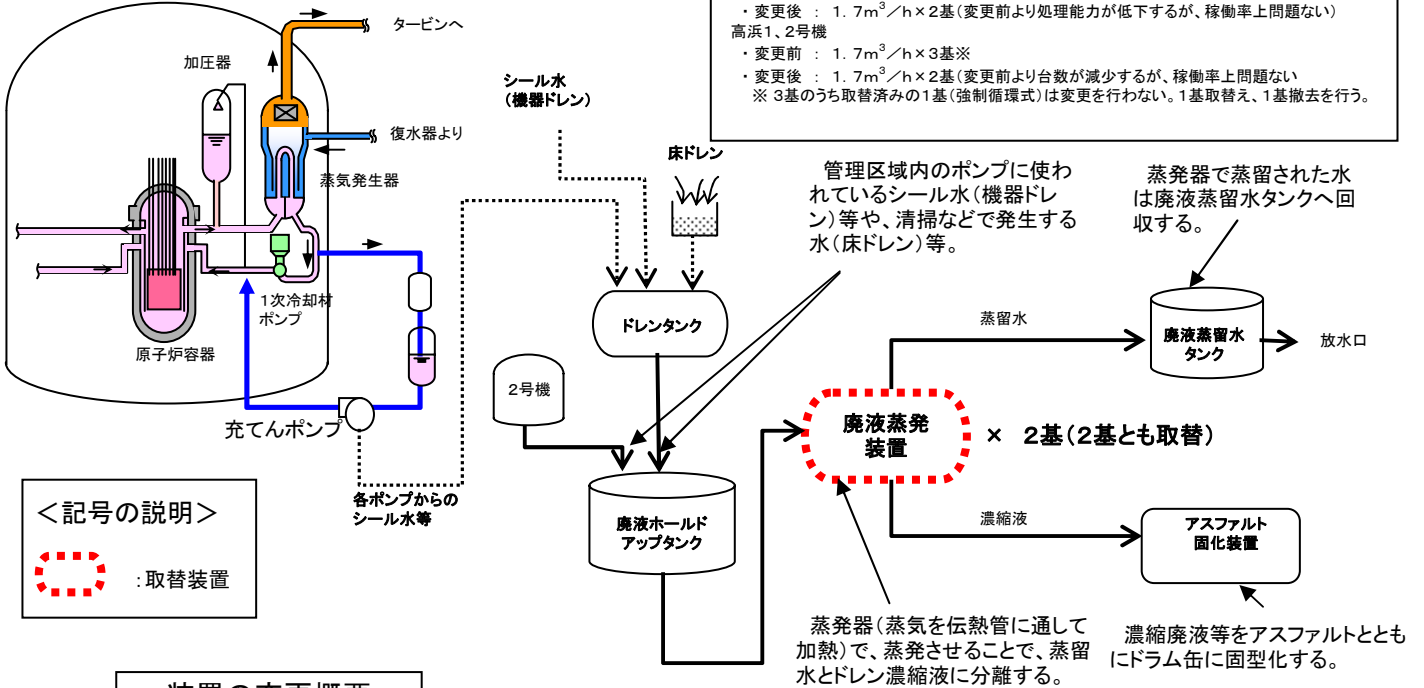 ・変更後 : 1.7m³/h×2基(変更前より処理能力が低下するが、稼働率上問題ない)
高浜1、2号機
・変更前 : 1.7m³/h×3基※
・変更後 : 1.7m³/h×2基(変更前より台数が減少するが、稼働率上問題ない
※ 3基のうち取替済みの1基(強制循環式)は変更を行わない。1基取替え、1基撤去を行う。
タービンへ
加圧器
復水器より
蒸気発生器
1次冷却材
ポンプ
原子炉容器
充てんポンプ
シール水
(機器ドレン)
床ドレン
管理区域内のポンプに使わ
れているシール水(機器ドレ
ン)等や、清掃などで発生する
水(床ドレン)等。
蒸発器で蒸留された水
は廃液蒸留水タンクへ回
収する。
ドレンタンク
2号機
蒸留水
廃液蒸留水
タンク
放水口
廃液蒸発
装置
× 2基(2基とも取替)
各ポンプからの
シール水等
廃液ホールド
アップタンク
濃縮液
アスファルト
固化装置
<記号の説明>
:取替装置
蒸発器(蒸気を伝熱管に通して
加熱)で、蒸発させることで、蒸留
水とドレン濃縮液に分離する。
濃縮廃液等をアスファルトととも
にドラム缶に固型化する。
装置の変更概要